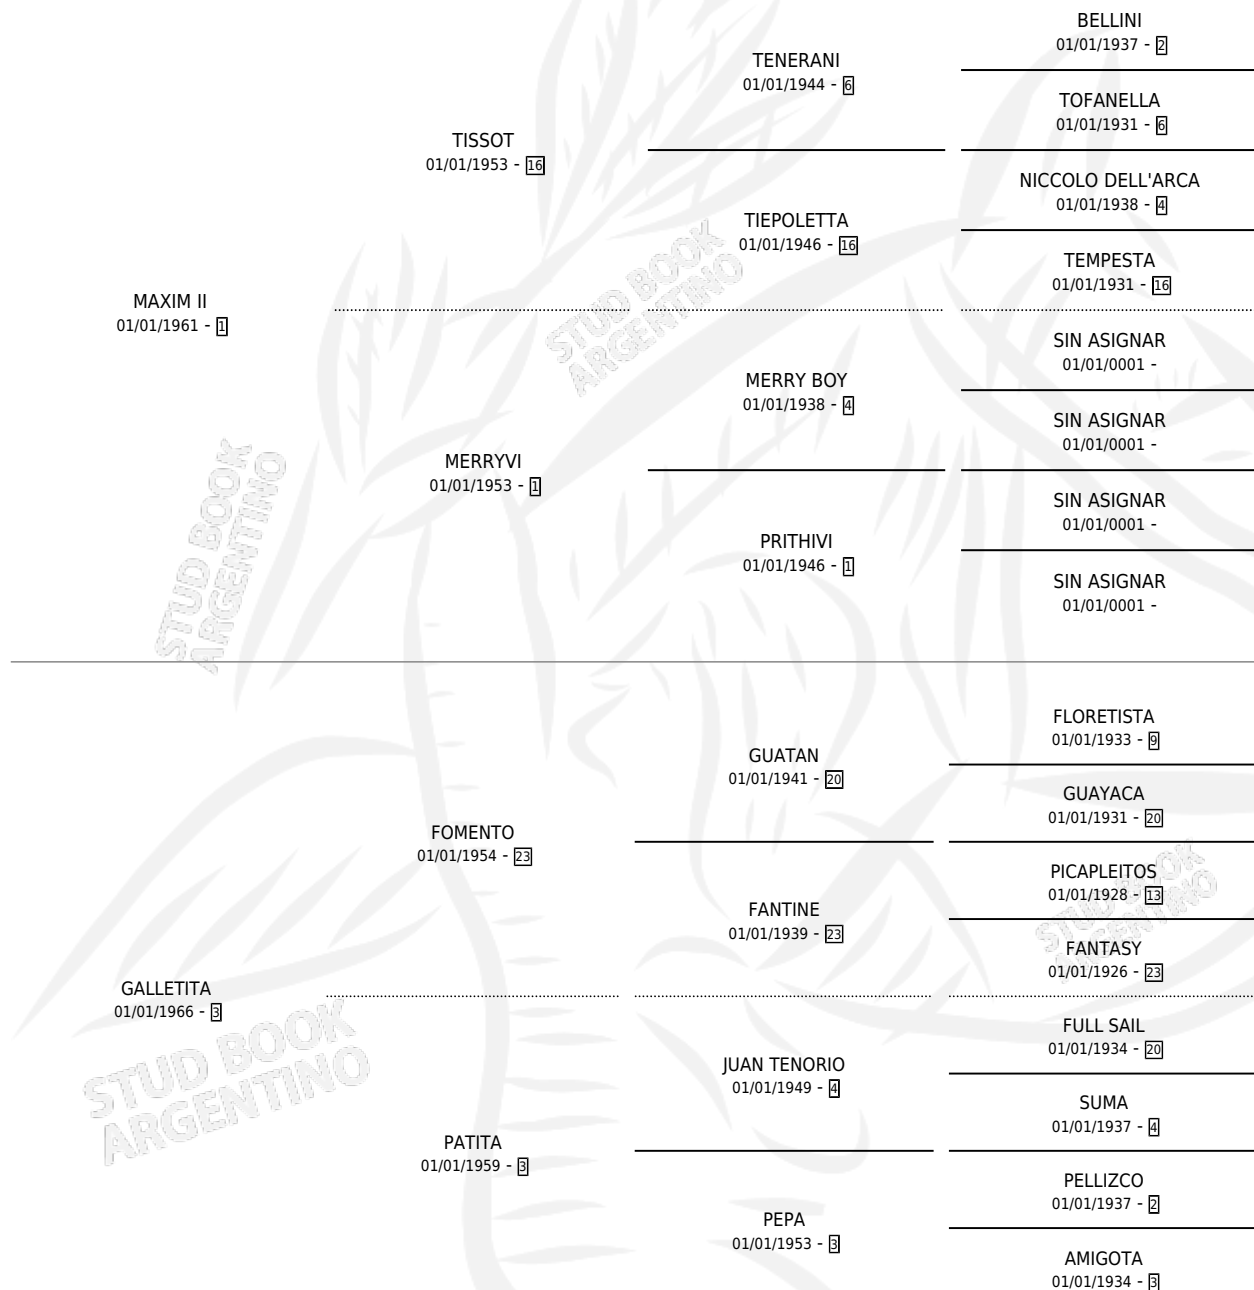 BELLINI
01/01/1937 - 2
TENERANI
01/01/1944 - 6
TOFANELLA
01/01/1931 - 6
TISSOT
01/01/1953 - 16
NICCOLO DELL'ARCA
01/01/1938 - 4
TIEPOLETTA
01/01/1946 - 16
TEMPESTA
01/01/1931 - 16
MAXIM II
01/01/1961 - 1
SIN ASIGNAR
01/01/0001 -
MERRY BOY
01/01/1938 - 4
SIN ASIGNAR
01/01/0001 -
MERRYVI
01/01/1953 - 1
SIN ASIGNAR
01/01/0001 -
PRITHIVI
01/01/1946 - 1
SIN ASIGNAR
01/01/0001 -
FLORETISTA
01/01/1933 - 9
GUATAN
01/01/1941 - 20
GUAYACA
01/01/1931 - 20
FOMENTO
01/01/1954 - 23
PICAPLEITOS
01/01/1928 - 13
FANTINE
01/01/1939 - 23
FANTASY
01/01/1926 - 23
GALLETITA
01/01/1966 - 3
FULL SAIL
01/01/1934 - 20
JUAN TENORIO
01/01/1949 - 4
SUMA
01/01/1937 - 4
PATITA
01/01/1959 - 3
PELLIZCO
01/01/1937 - 2
PEPA
01/01/1953 - 3
AMIGOTA
01/01/1934 - 3
STUD BOOK
ARGENTINO
STUD BOOK
ARGENTINO
STUD BOOK
ARGENTINO
STUD BOOK
ARGENTINO